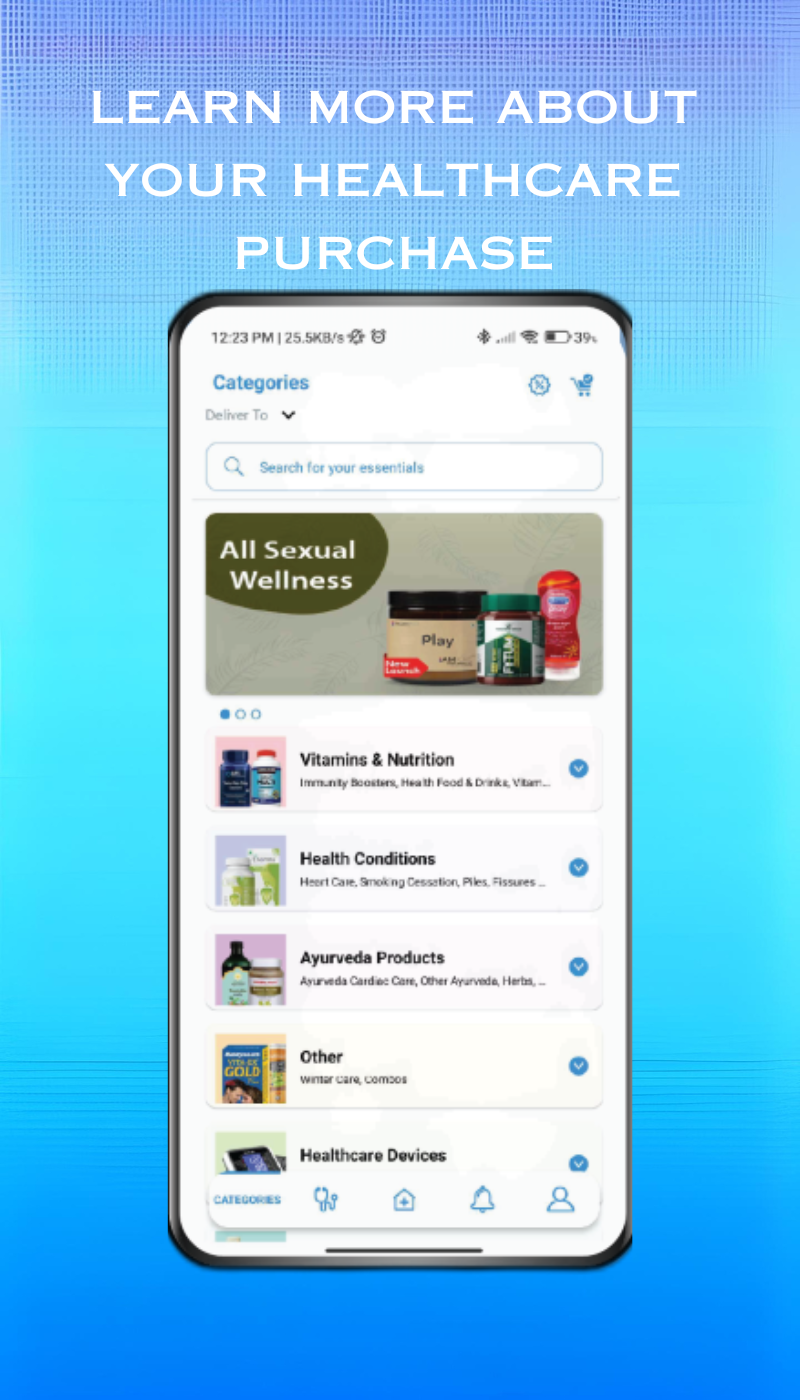 LEARN MORE ABOUT
YOUR HEALTHCARE
PURCHASE
12:23 PM | 25.5KB/s
39%
Categories
Deliver To
Search for your essentials
All Sexual
Wellness
Play
New
Launch
Vitamins & Nutrition
Immunity Boosters, Health Food & Drinks, Vitam...
Health Conditions
Heart Care, Smoking Cessation, Piles, Fissures ...
Ayurveda Products
Ayurveda Cardiac Care, Other Ayurveda, Herbs, ...
GOLD
Other
Winter Care, Combos
Healthcare Devices
CATEGORIES